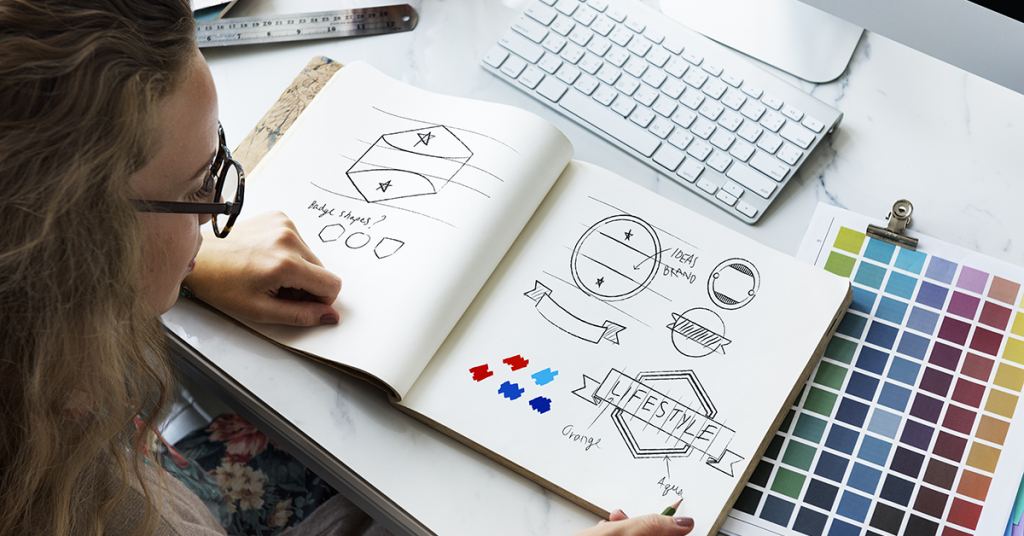 Badge shapes?
IDEAS
BRAND
LIFESTYLE
Orange
Aqua